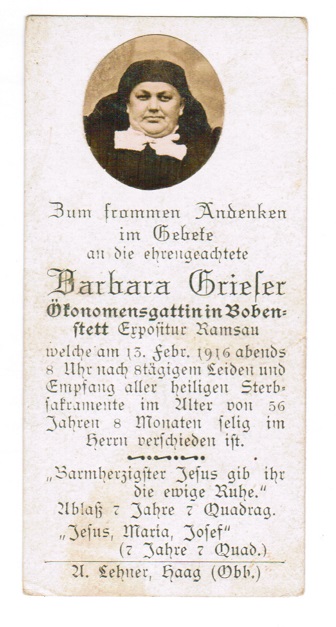 Zum frommen Andenken
im Gebete
an die ehrengeachtete
Barbara Grieser
Ökonomensgattin in Boben-
stett Expositur Ramsau
welche am 13. Febr. 1916 abends
8 Uhr nach 8tägigem Leiden und
Empfang aller heiligen Sterb-
sakramente im Alter von 56
Jahren 8 Monaten selig im
Herrn verschieden ist.
„Barmherzigster Jesus gib ihr
die ewige Ruhe."
Ablaß 7 Jahre 7 Quadrag.
„Jesus, Maria, Josef"
(7 Jahre 7 Quad.)
A. Lehner, Haag (Obb.)